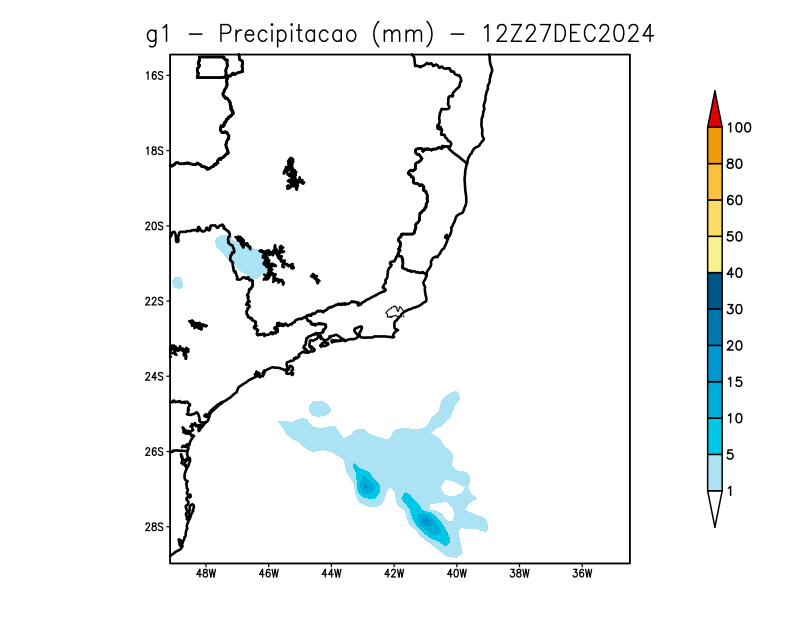 g1 – Precipitacao (mm) – 12Z27DEC2024
16S
18S
20S
22S
24S
26S
28S
48W 46W 44W 42W 40W 38W 36W
100
80
60
50
40
30
20
15
10
5
1